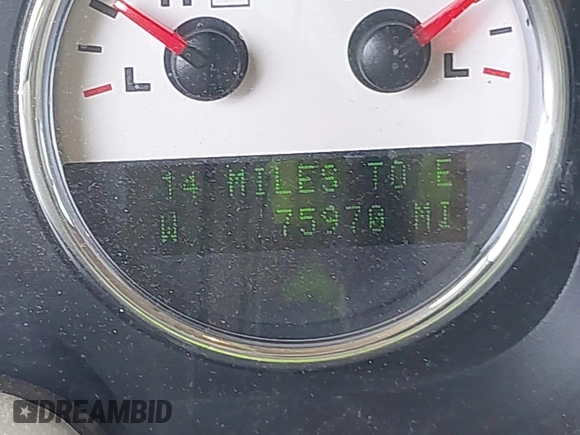 L
L
14 MILES TO E
W 75970 MI
DREAMBID